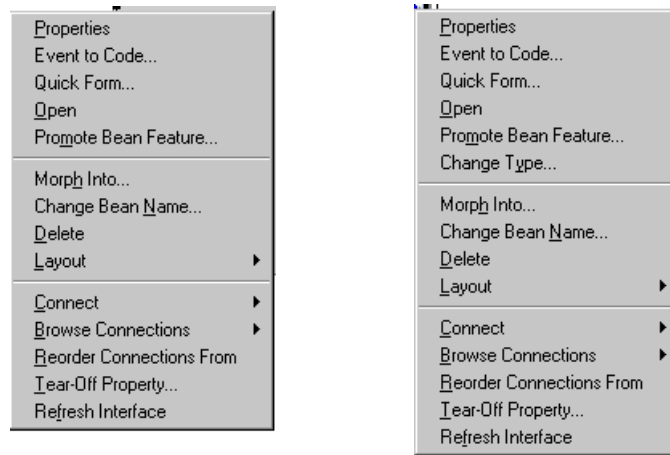 Properties
Event to Code...
Quick Form...
Open
Promote Bean Feature...
Morph Into...
Change Bean Name...
Delete
Layout
Connect
Browse Connections
Reorder Connections From
Tear-Off Property...
Refresh Interface
Properties
Event to Code...
Quick Form...
Open
Promote Bean Feature...
Change Type...
Morph Into...
Change Bean Name...
Delete
Layout
Connect
Browse Connections
Reorder Connections From
Tear-Off Property...
Refresh Interface